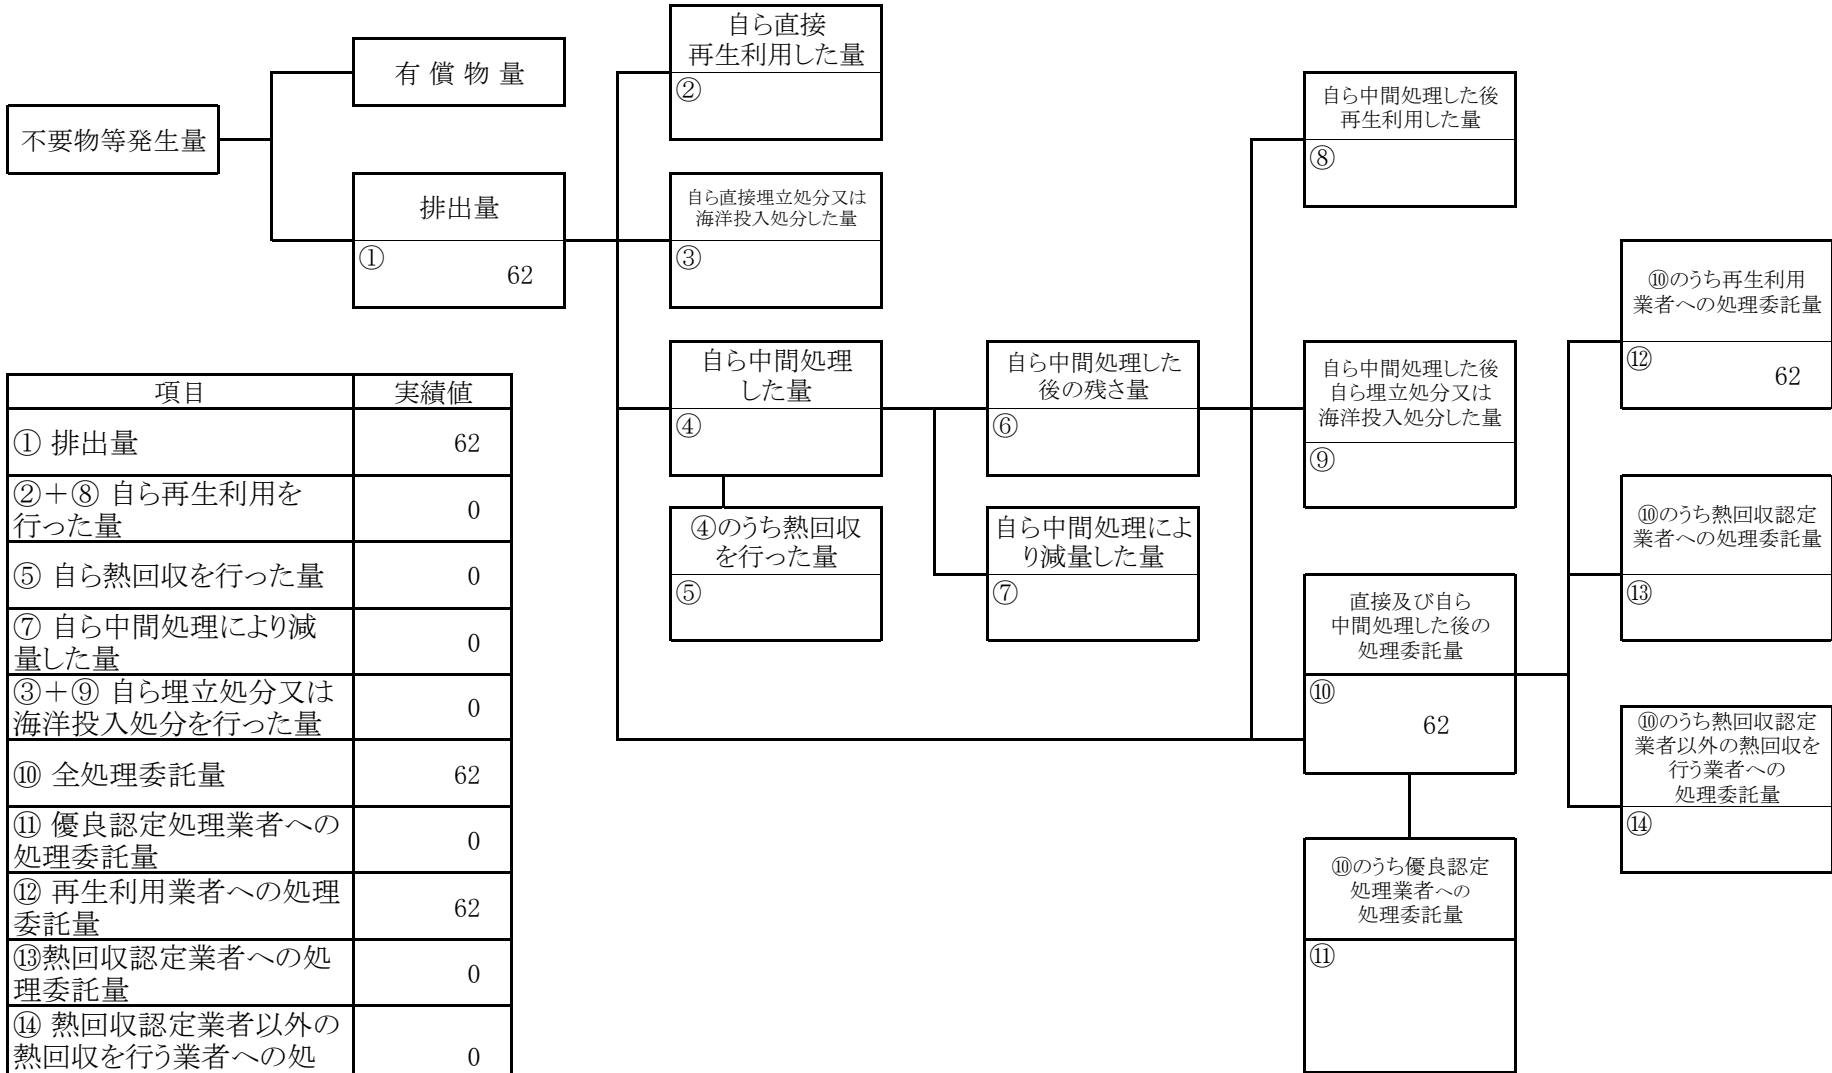 不要物等発生量
有 償 物 量
排出量
①
62
自ら直接
再生利用した量
②
自ら直接埋立処分又は
海洋投入処分した量
③
自ら中間処理
した量
④
④のうち熱回収
を行った量
⑤
自ら中間処理した
後の残さ量
⑥
自ら中間処理によ
り減量した量
⑦
自ら中間処理した後
再生利用した量
⑧
自ら中間処理した後
自ら埋立処分又は
海洋投入処分した量
⑨
直接及び自ら
中間処理した後の
処理委託量
⑩
62
⑩のうち優良認定
処理業者への
処理委託量
⑪
⑩のうち再生利用
業者への処理委託量
⑫
62
⑩のうち熱回収認定
業者への処理委託量
⑬
⑩のうち熱回収認定
業者以外の熱回収を
行う業者への
処理委託量
⑭
項目 実績値
① 排出量 62
②＋⑧ 自ら再生利用を
行った量 0
⑤ 自ら熱回収を行った量 0
⑦ 自ら中間処理により減
量した量 0
③＋⑨ 自ら埋立処分又は
海洋投入処分を行った量 0
⑩ 全処理委託量 62
⑪ 優良認定処理業者への
処理委託量 0
⑫ 再生利用業者への処理
委託量 62
⑬熱回収認定業者への処
理委託量 0
⑭ 熱回収認定業者以外の
熱回収を行う業者への処 0